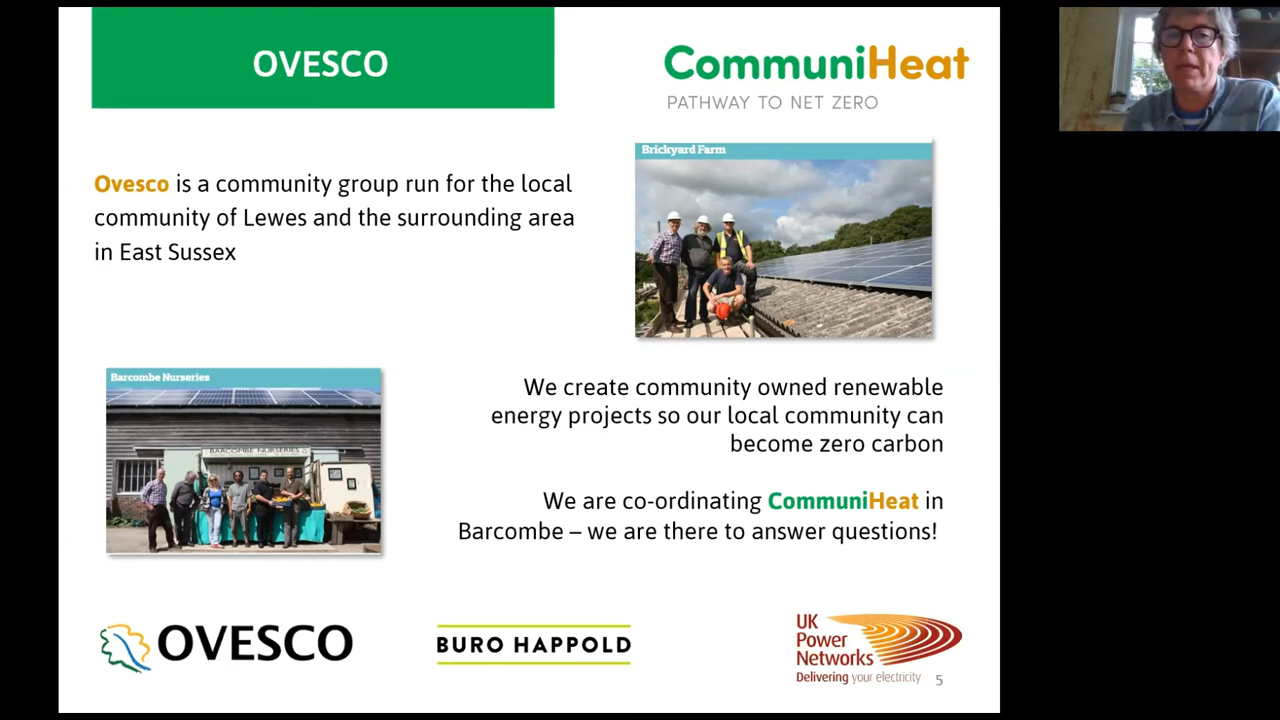 OVESCO
CommuniHeat
PATHWAY TO NET ZERO
Brickyard Farm
Ovesco is a community group run for the local
community of Lewes and the surrounding area
in East Sussex
Barcombe Nurseries
BARCOMBE NURSERIES
We create community owned renewable
energy projects so our local community can
become zero carbon
We are co-ordinating CommuniHeat in
Barcombe – we are there to answer questions!
OVESCO
BURO HAPPOLD
UK
Power
Networks
Delivering your electricity
5